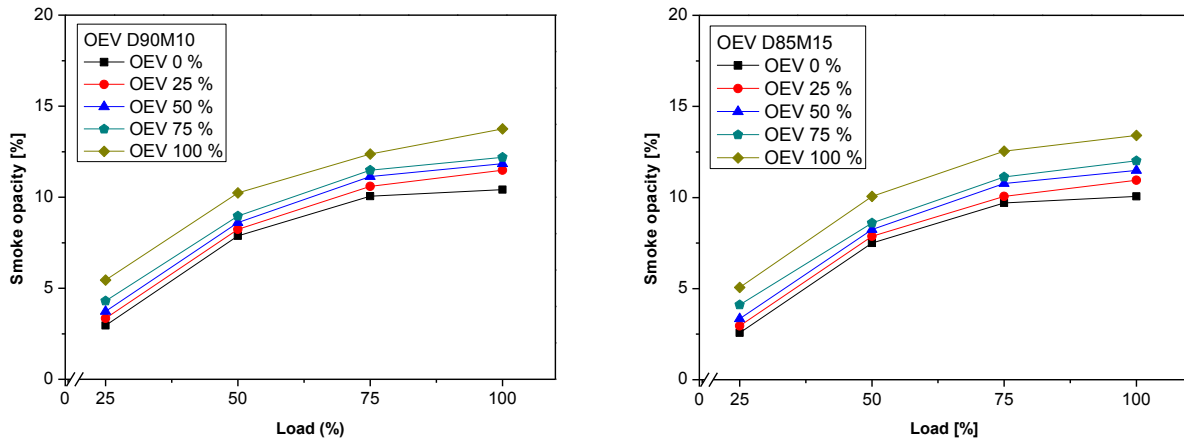 20
15
10
5
0
Smoke opacity [%]
OEV D90M10
OEV 0 %
OEV 25 %
OEV 50 %
OEV 75 %
OEV 100 %
0 25 50 75 100
Load (%)
20
15
10
5
0
Smoke opacity [%]
OEV D85M15
OEV 0 %
OEV 25 %
OEV 50 %
OEV 75 %
OEV 100 %
0 25 50 75 100
Load [%]